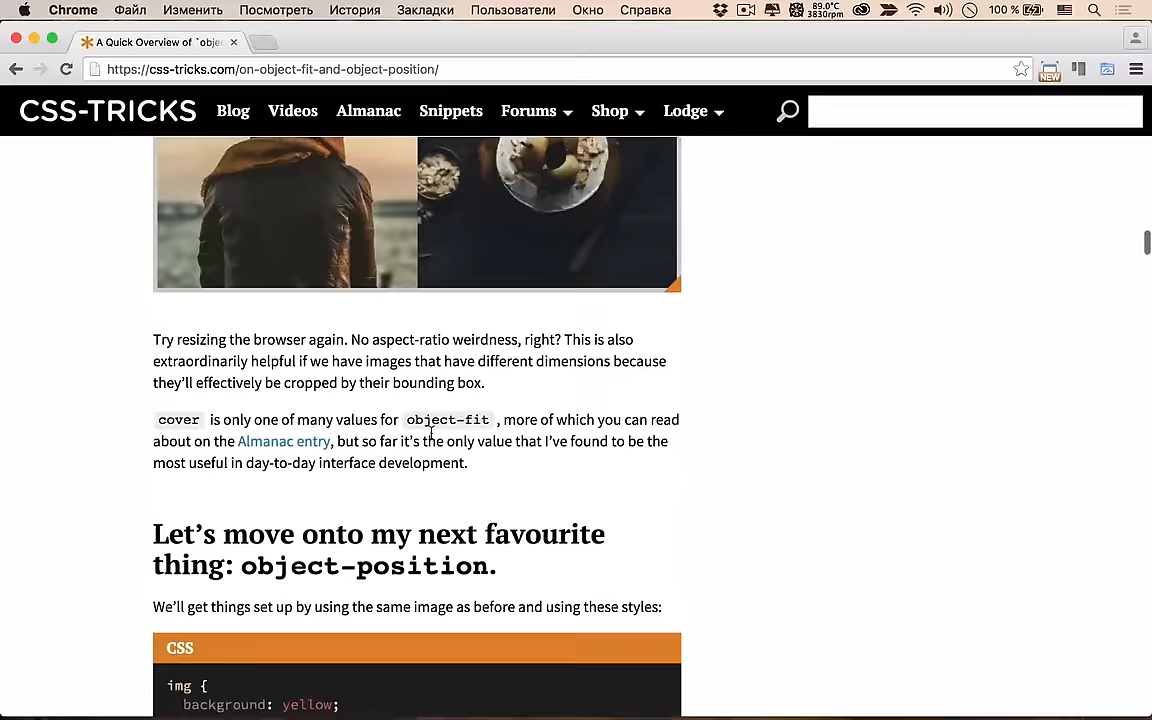 Chrome Файл Изменить Посмотреть История Закладки Пользователи Окно Справка 89.0°C 3830rpm 100 %
A Quick Overview of `obje
https://css-tricks.com/on-object-fit-and-object-position/
NEW
CSS-TRICKS Blog Videos Almanac Snippets Forums Shop Lodge
Try resizing the browser again. No aspect-ratio weirdness, right? This is also
extraordinarily helpful if we have images that have different dimensions because
they’ll effectively be cropped by their bounding box.
cover is only one of many values for object-fit , more of which you can read
about on the Almanac entry, but so far it’s the only value that I’ve found to be the
most useful in day-to-day interface development.
Let’s move onto my next favourite
thing: object-position.
We’ll get things set up by using the same image as before and using these styles:
CSS
img {
background: yellow;